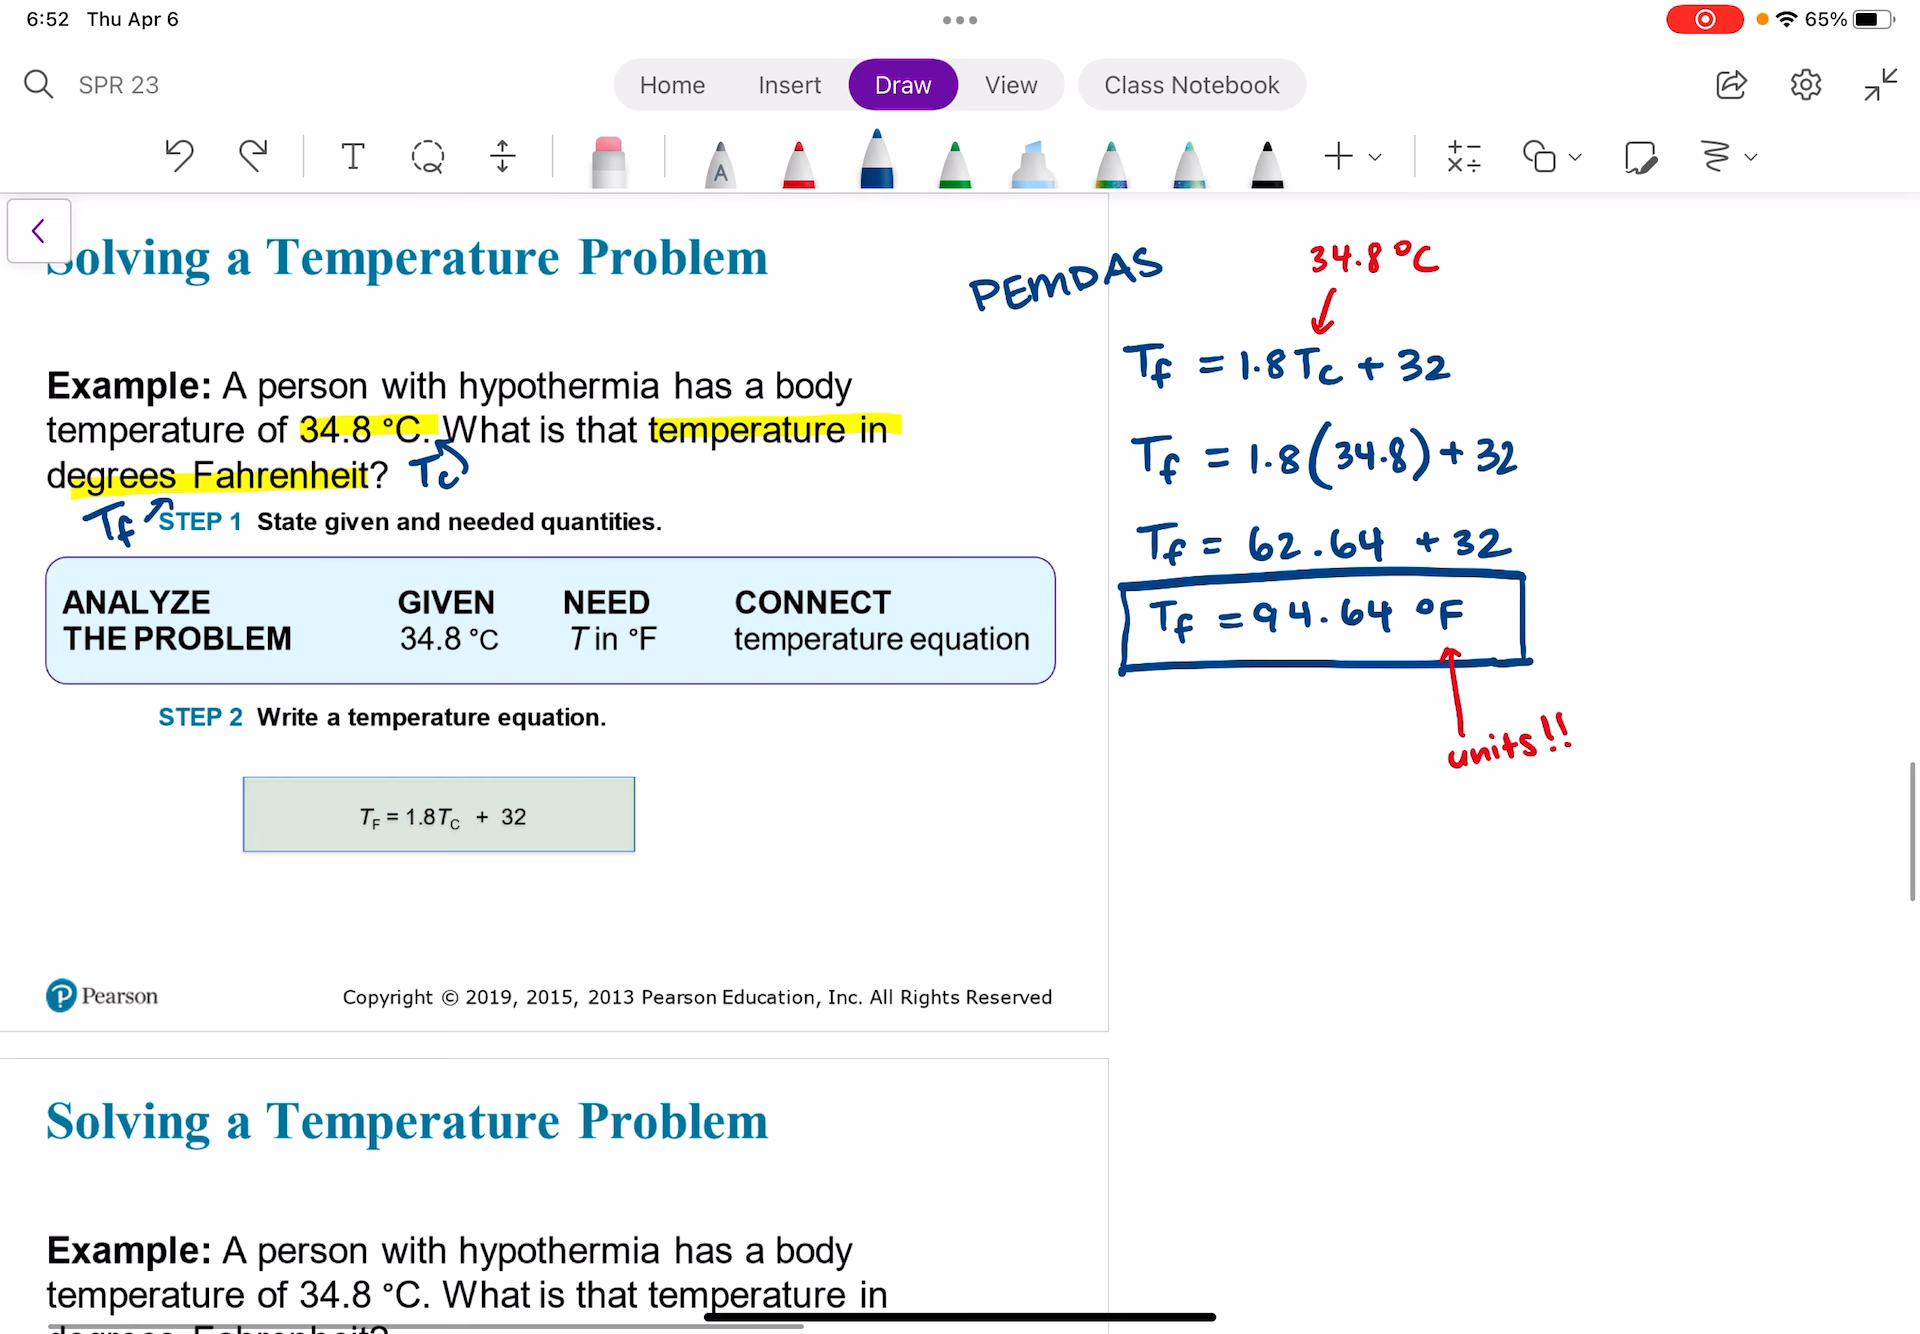 6:52 Thu Apr 6
65%
SPR 23
Home Insert Draw View Class Notebook
T
A
Solving a Temperature Problem
Example: A person with hypothermia has a body
temperature of 34.8 °C. What is that temperature in
degrees Fahrenheit? Tc
Tf
STEP 1 State given and needed quantities.
ANALYZE GIVEN NEED CONNECT
THE PROBLEM 34.8 °C T in °F temperature equation
STEP 2 Write a temperature equation.
TF = 1.8TC + 32
Pearson
Copyright © 2019, 2015, 2013 Pearson Education, Inc. All Rights Reserved
PEMDAS
34.8 °C
Tf = 1.8Tc + 32
Tf = 1.8(34.8) + 32
Tf = 62.64 + 32
Tf = 94.64 °F
units!!
Solving a Temperature Problem
Example: A person with hypothermia has a body
temperature of 34.8 °C. What is that temperature in
degrees Fahrenheit?